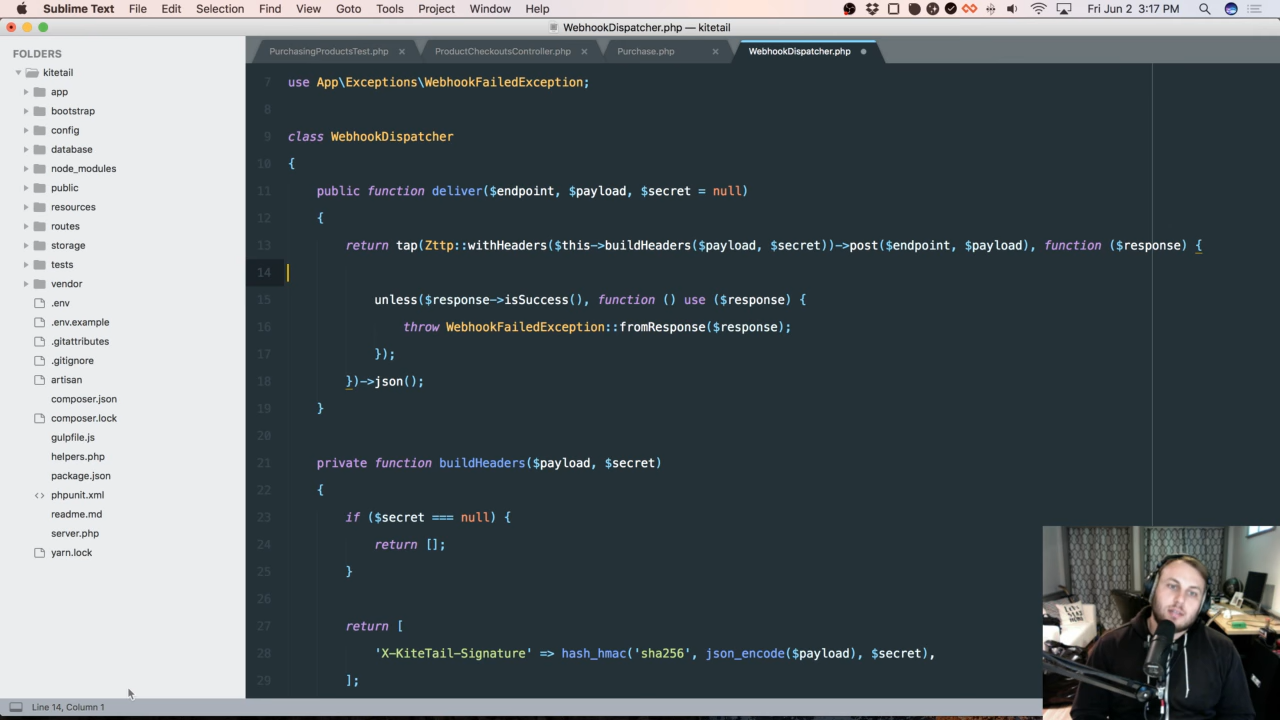 Sublime Text File Edit Selection Find View Goto Tools Project Window Help Fri Jun 2 3:17 PM
WebhookDispatcher.php — kitetail
FOLDERS
kitetail
app
bootstrap
config
database
node_modules
public
resources
routes
storage
tests
vendor
.env
.env.example
.gitattributes
.gitignore
artisan
composer.json
composer.lock
gulpfile.js
helpers.php
package.json
phpunit.xml
readme.md
server.php
yarn.lock
PurchasingProductsTest.php ProductCheckoutsController.php Purchase.php WebhookDispatcher.php
7 use App\Exceptions\WebhookFailedException;
8
9 class WebhookDispatcher
10 {
11 public function deliver($endpoint, $payload, $secret = null)
12 {
13 return tap(Zttp::withHeaders($this->buildHeaders($payload, $secret))->post($endpoint, $payload), function ($response) {
14
15 unless($response->isSuccess(), function () use ($response) {
16 throw WebhookFailedException::fromResponse($response);
17 });
18 })->json();
19 }
20
21 private function buildHeaders($payload, $secret)
22 {
23 if ($secret === null) {
24 return [];
25 }
26
27 return [
28 'X-KiteTail-Signature' => hash_hmac('sha256', json_encode($payload), $secret),
29 ];
Line 14, Column 1